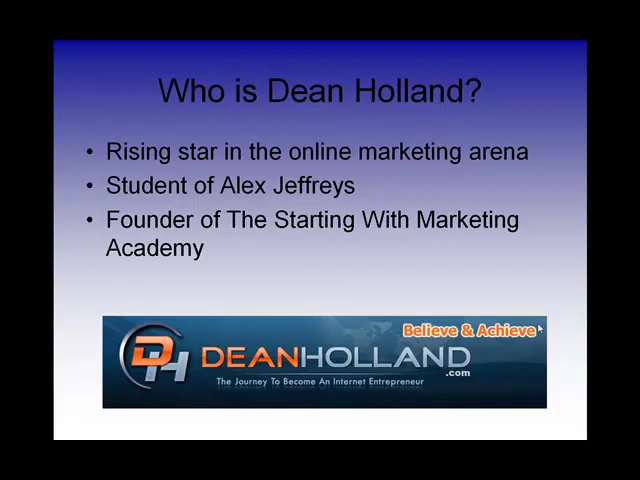 Who is Dean Holland?
• Rising star in the online marketing arena
• Student of Alex Jeffreys
• Founder of The Starting With Marketing
Academy
Believe & Achieve
DH DEANHOLLAND
.com
The Journey To Become An Internet Entrepreneur